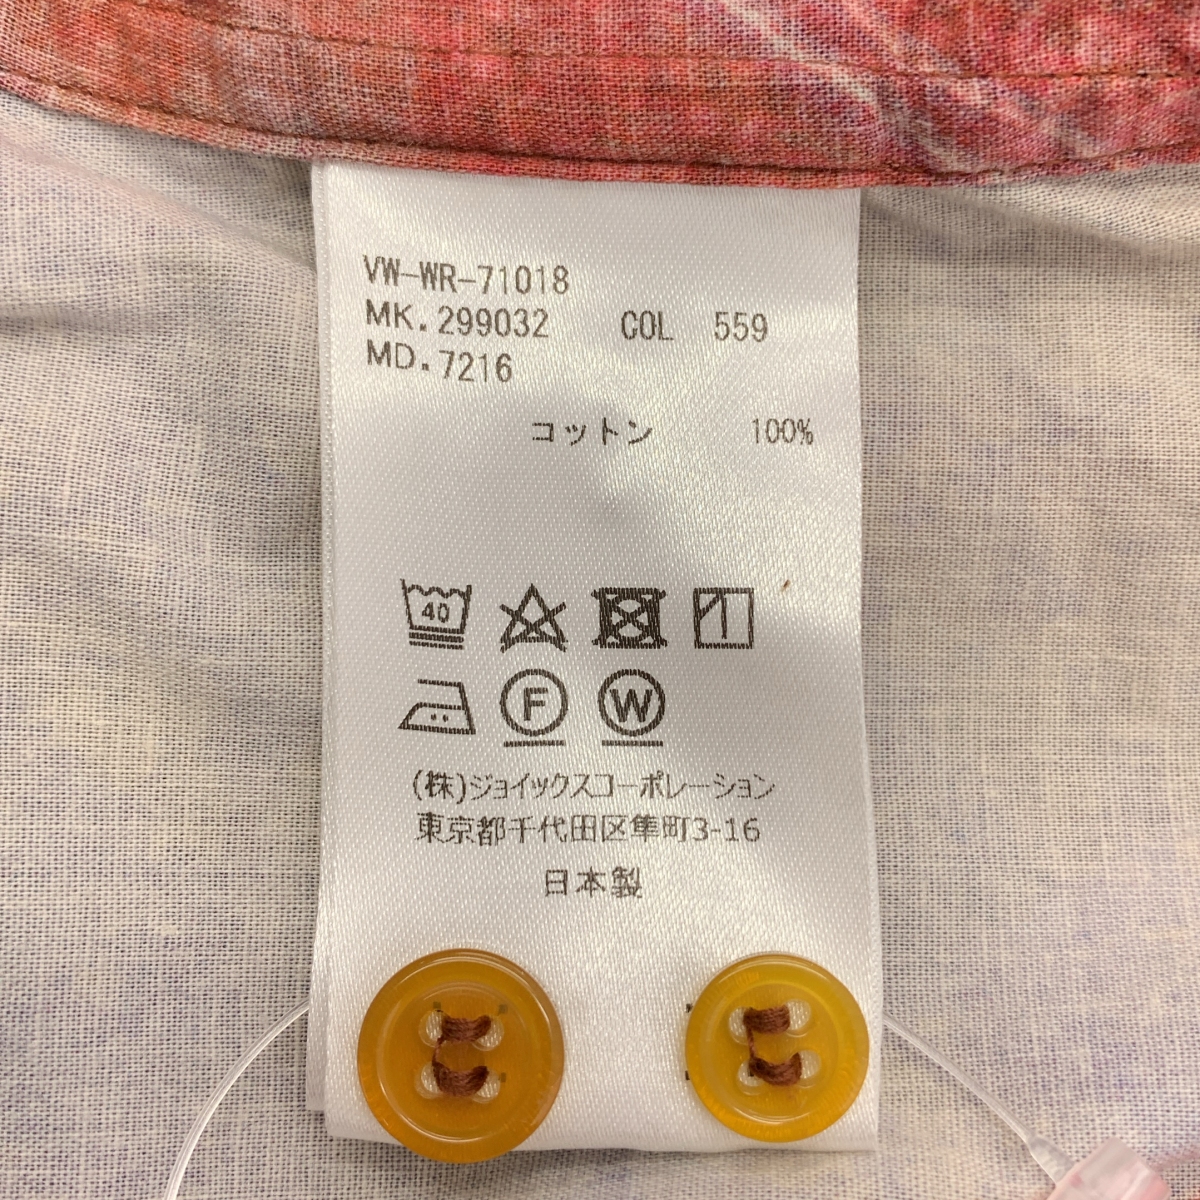 VW-WR-71018
MK.299032 COL 559
MD.7216
コットン 100%
40
F W
(株)ジョイックスコーポレーション
東京都千代田区隼町3-16
日本製